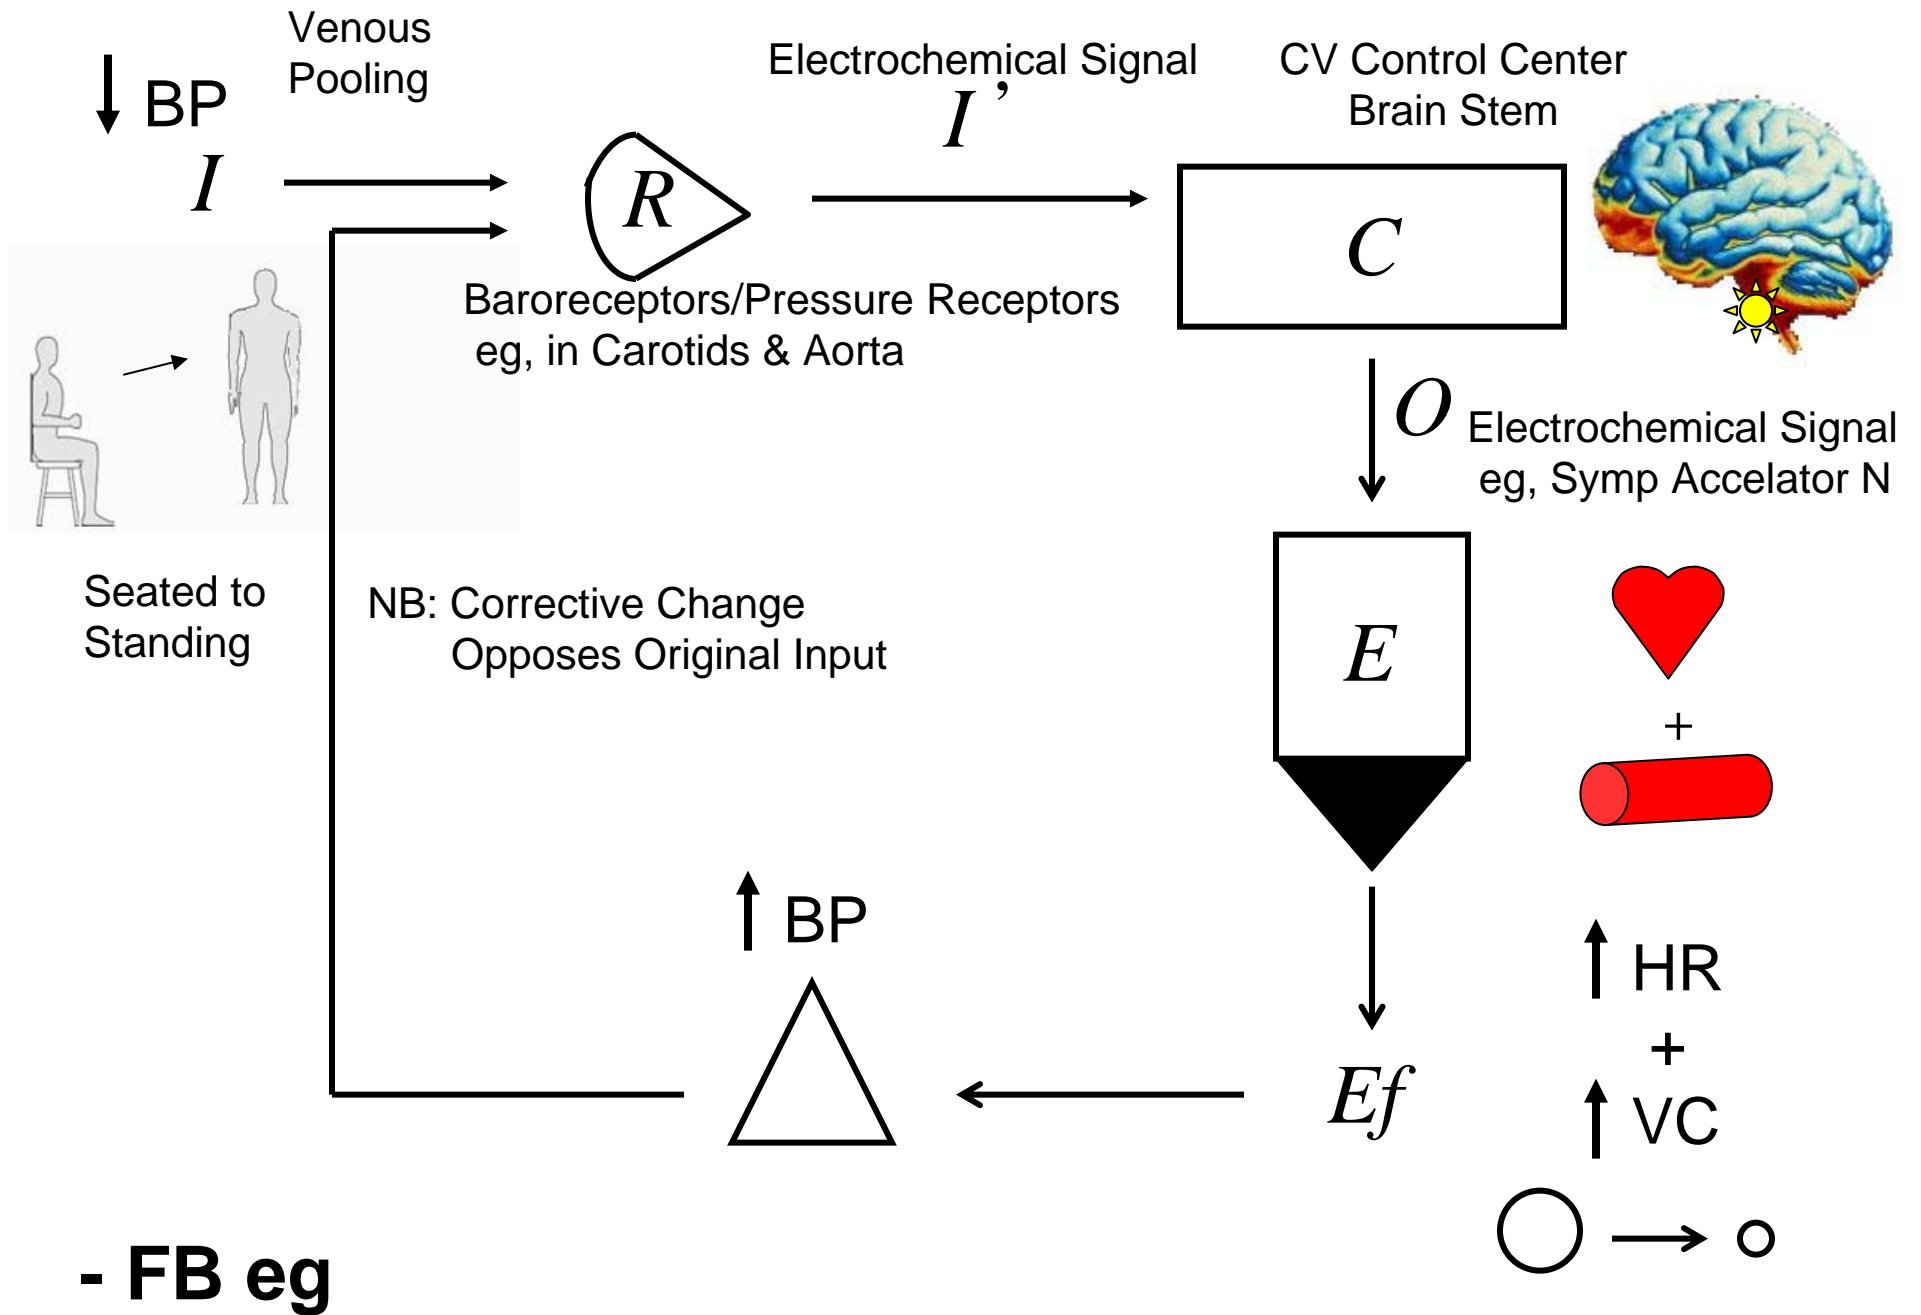 Venous
Pooling
↓ BP
I
Electrochemical Signal
I’
CV Control Center
Brain Stem
R
C
Baroreceptors/Pressure Receptors
eg, in Carotids & Aorta
O
Electrochemical Signal
eg, Symp Accelator N
Seated to
Standing
NB: Corrective Change
Opposes Original Input
E
+
↑ BP
↑ HR
+
↑ VC
Ef
- FB eg